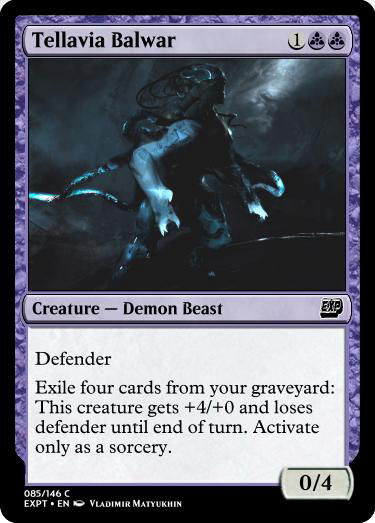 Tellavia Balwar 1
Creature — Demon Beast EXP
Defender
Exile four cards from your graveyard:
This creature gets +4/+0 and loses
defender until end of turn. Activate
only as a sorcery.
0/4
085/146 C
EXPT • EN Vladimir Matyukhin